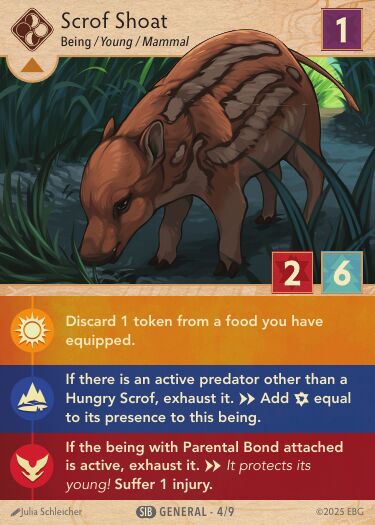 Scrof Shoat
1
Being / Young / Mammal
2
6
Discard 1 token from a food you have
equipped.
If there is an active predator other than a
Hungry Scrof, exhaust it. Add equal
to its presence to this being.
If the being with Parental Bond attached
is active, exhaust it. It protects its
young! Suffer 1 injury.
Julia Schleicher
SIB GENERAL - 4/9
©2025 EBG